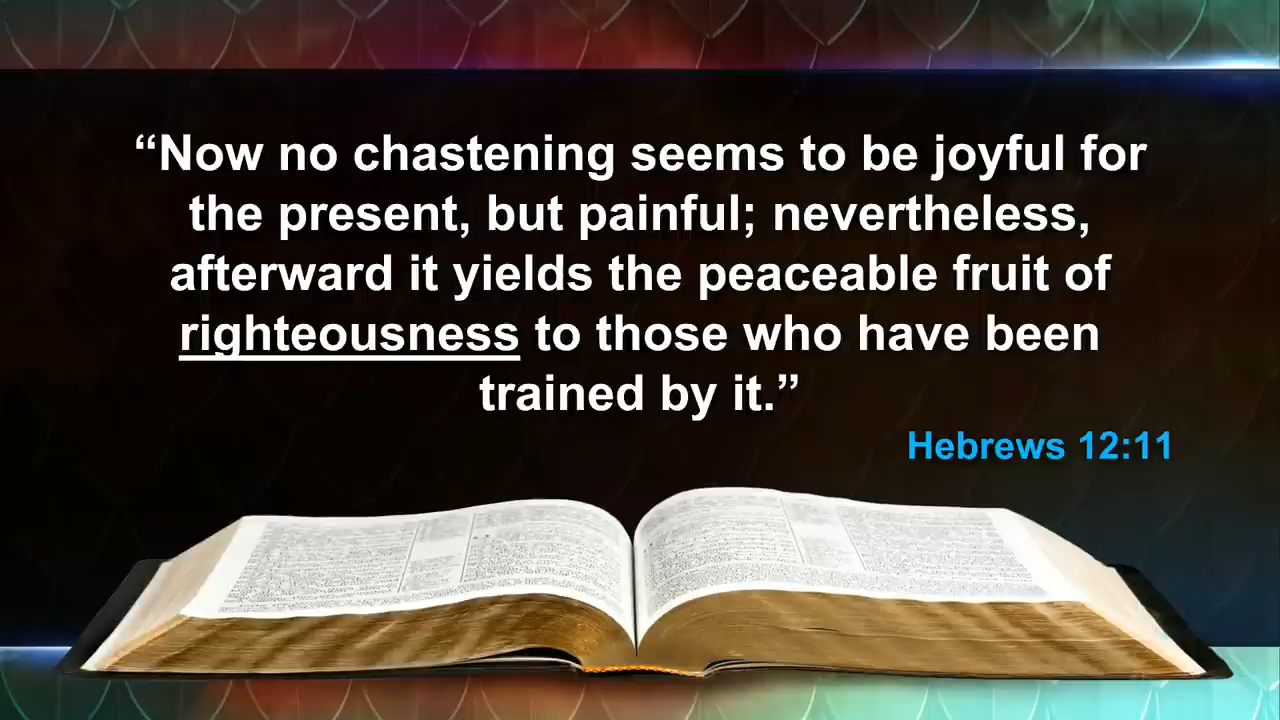 “Now no chastening seems to be joyful for
the present, but painful; nevertheless,
afterward it yields the peaceable fruit of
righteousness to those who have been
trained by it.”
Hebrews 12:11